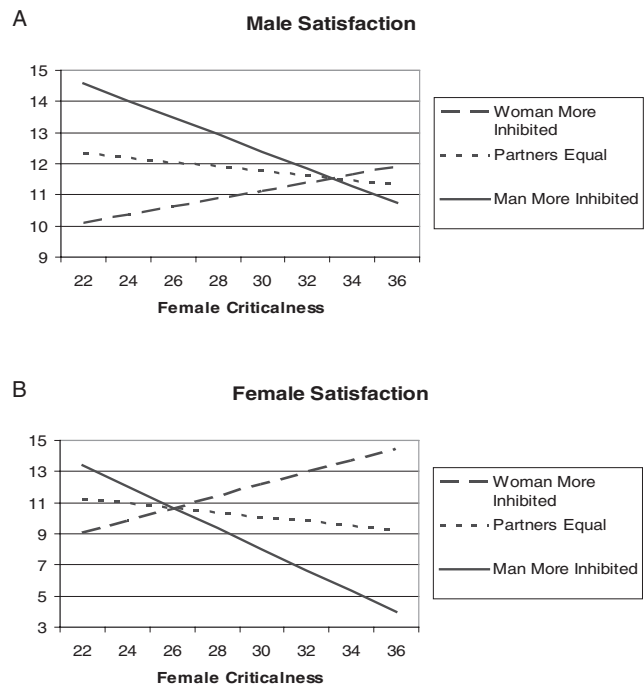 A
Male Satisfaction
15
14
13
12
11
10
9
22 24 26 28 30 32 34 36
Female Criticalness
Woman More
Inhibited
Partners Equal
Man More Inhibited
B
Female Satisfaction
15
13
11
9
7
5
3
22 24 26 28 30 32 34 36
Female Criticalness
Woman More
Inhibited
Partners Equal
Man More Inhibited